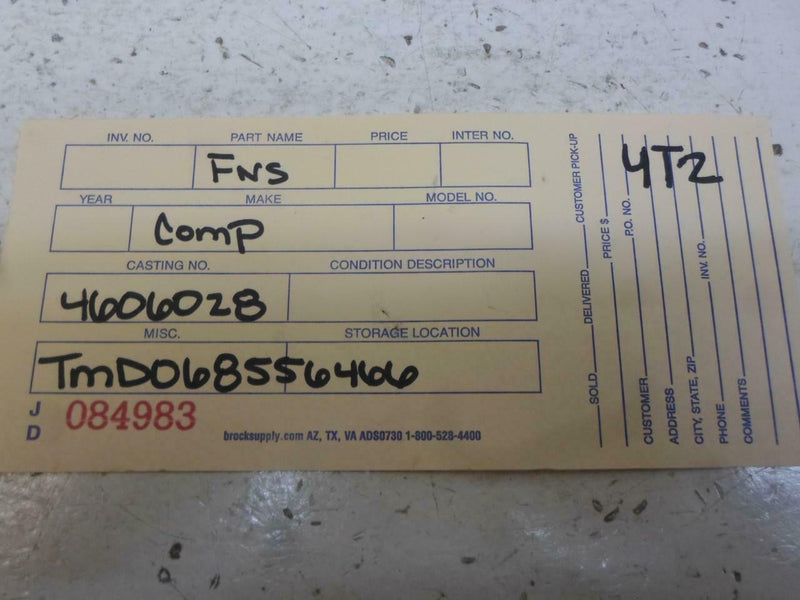 INV. NO. PART NAME PRICE INTER NO.
FNS
YEAR MAKE MODEL NO.
Comp
CASTING NO. CONDITION DESCRIPTION
4606028
MISC. STORAGE LOCATION
TMD0685556466
J D 084983
brocksupply.com AZ, TX, VA ADS0730 1-800-528-4400
SOLD DELIVERED CUSTOMER PICK-UP
PRICE $
P.O. NO.
4T2
CUSTOMER
ADDRESS
CITY, STATE, ZIP INV. NO.
PHONE
COMMENTS